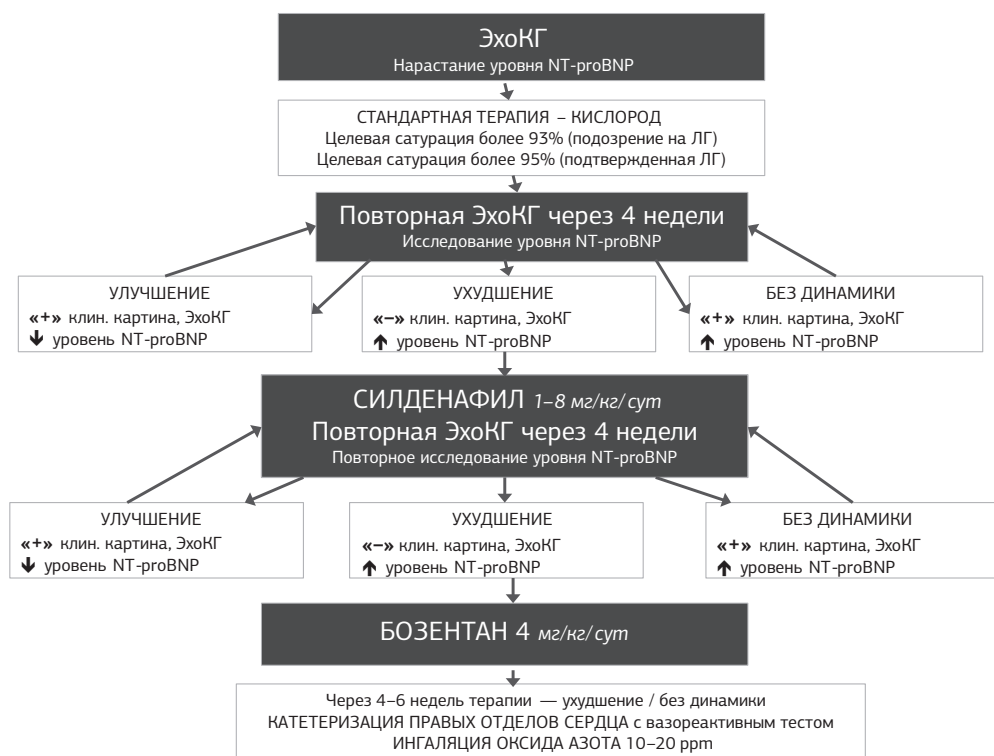 ЭхоКГ
Нарастание уровня NT-proBNP
СТАНДАРТНАЯ ТЕРАПИЯ – КИСЛОРОД
Целевая сатурация более 93% (подозрение на ЛГ)
Целевая сатурация более 95% (подтвержденная ЛГ)
Повторная ЭхоКГ через 4 недели
Исследование уровня NT-proBNP
УЛУЧШЕНИЕ
«+» клин. картина, ЭхоКГ
🡻 уровень NT-proBNP
УХУДШЕНИЕ
«–» клин. картина, ЭхоКГ
🡹 уровень NT-proBNP
БЕЗ ДИНАМИКИ
«+» клин. картина, ЭхоКГ
🡹 уровень NT-proBNP
СИЛДЕНАФИЛ 1–8 мг/кг/сут
Повторная ЭхоКГ через 4 недели
Повторное исследование уровня NT-proBNP
УЛУЧШЕНИЕ
«+» клин. картина, ЭхоКГ
🡻 уровень NT-proBNP
УХУДШЕНИЕ
«–» клин. картина, ЭхоКГ
🡹 уровень NT-proBNP
БЕЗ ДИНАМИКИ
«+» клин. картина, ЭхоКГ
🡹 уровень NT-proBNP
БОЗЕНТАН 4 мг/кг/сут
Через 4–6 недель терапии — ухудшение / без динамики
КАТЕТЕРИЗАЦИЯ ПРАВЫХ ОТДЕЛОВ СЕРДЦА с вазореактивным тестом
ИНГАЛЯЦИЯ ОКСИДА АЗОТА 10–20 ppm